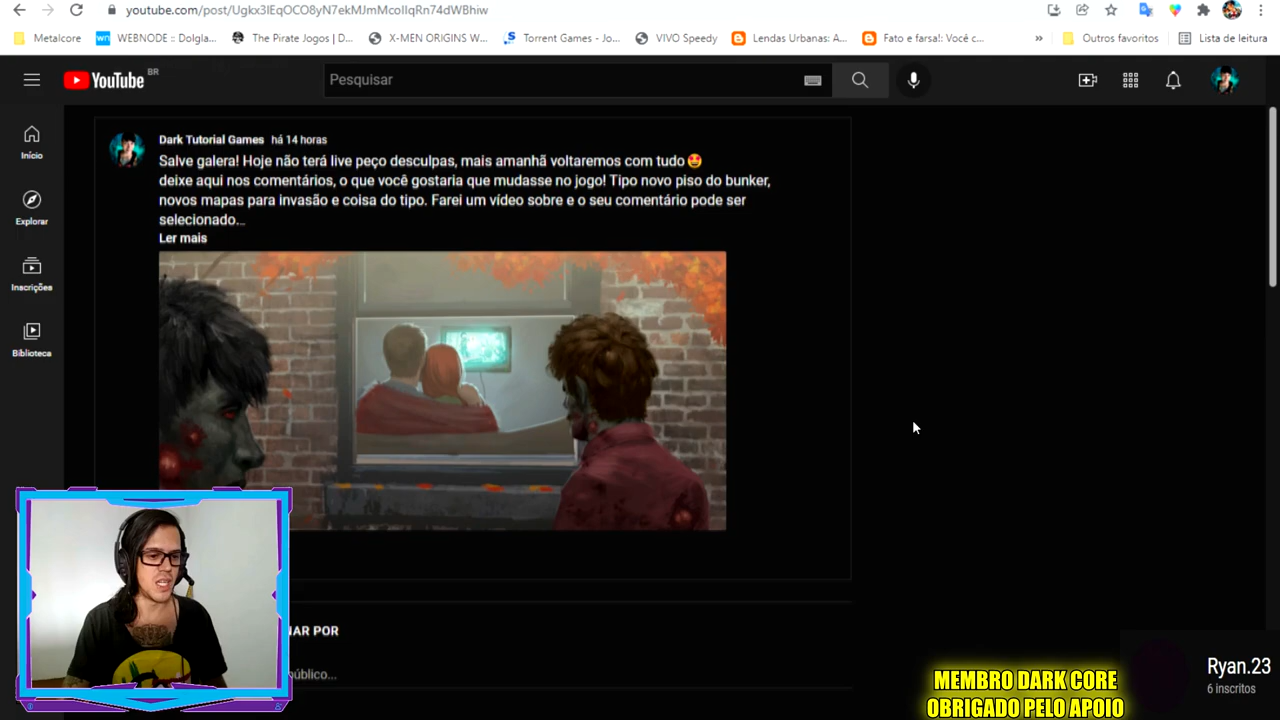 youtube.com/post/Ugkx3IEqOCO8yN7ekMJmMcoIlqRn74dWBhiw
Metalcore
WEBNODE :: Dolgla...
The Pirate Jogos | D...
X-MEN ORIGINS W...
Torrent Games - Jo...
VIVO Speedy
Lendas Urbanas: A...
Fato e farsa!: Você c...
»
Outros favoritos
Lista de leitura
YouTube BR
Pesquisar
Início
Explorar
Inscrições
Biblioteca
Dark Tutorial Games há 14 horas
Salve galera! Hoje não terá live peço desculpas, mais amanhã voltaremos com tudo🤩
deixe aqui nos comentários, o que você gostaria que mudasse no jogo! Tipo novo piso do bunker,
novos mapas para invasão e coisa do tipo. Farei um vídeo sobre e o seu comentário pode ser
selecionado...
Ler mais
NAR POR
público...
Ryan.23
6 inscritos
MEMBRO DARK CORE
OBRIGADO PELO APOIO